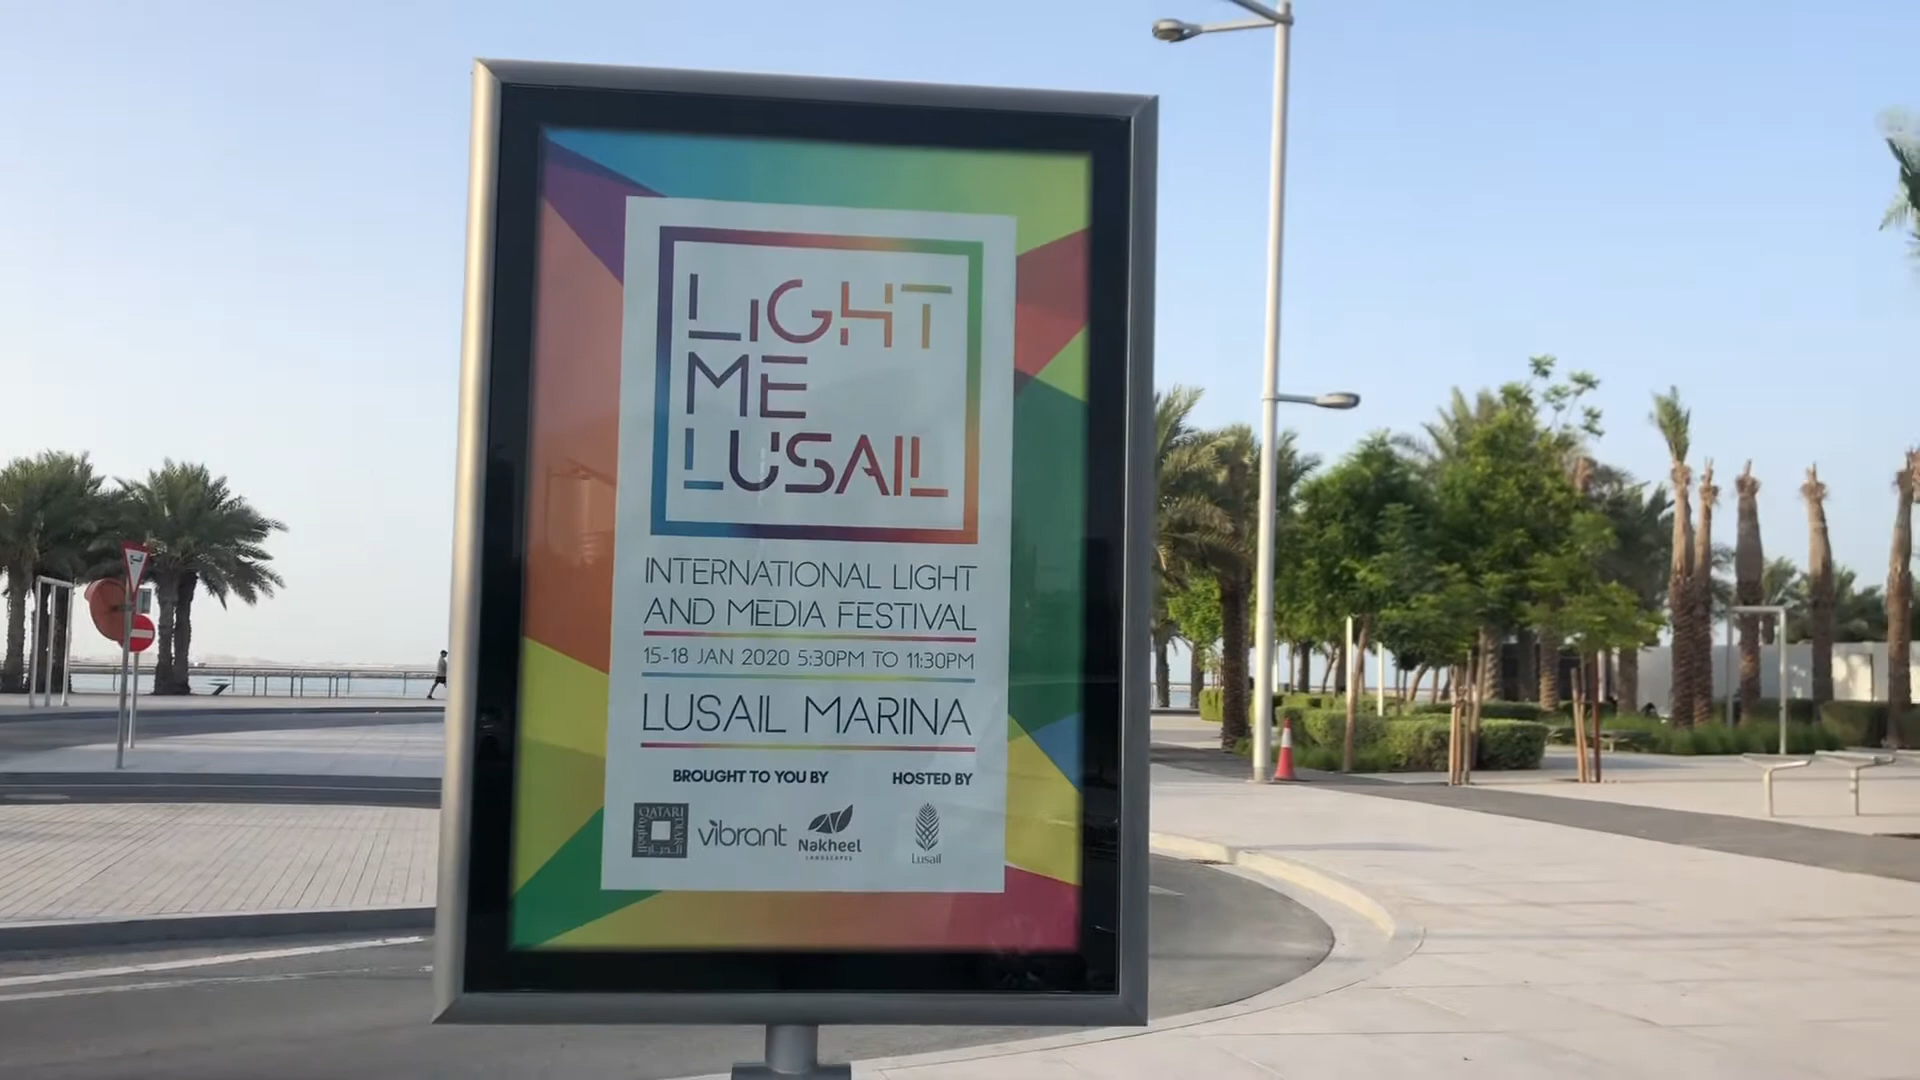 LIGHT
ME
LUSAIL
INTERNATIONAL LIGHT
AND MEDIA FESTIVAL
15-18 JAN 2020 5:30PM TO 11:30PM
LUSAIL MARINA
BROUGHT TO YOU BY HOSTED BY
QATARI DIAR
vibrant
Nakheel
LANDSCAPES
Lusail